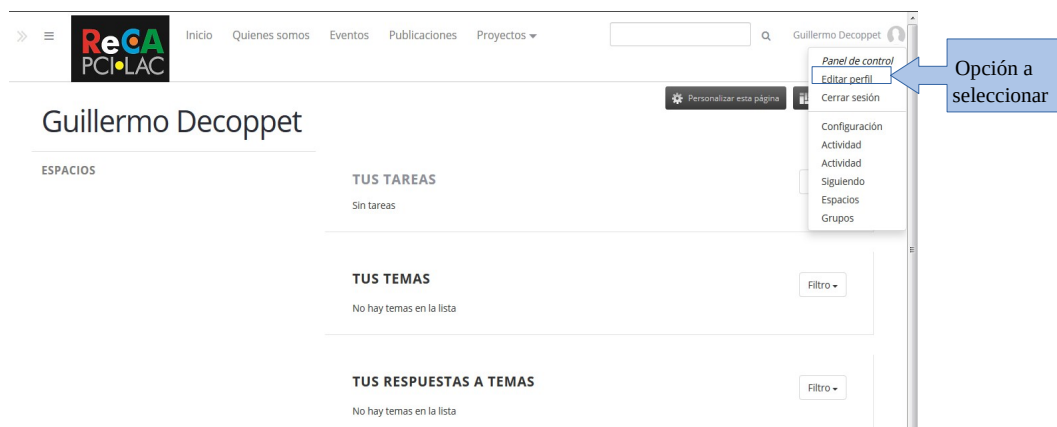 ReCA
PCI•LAC
Inicio Quienes somos Eventos Publicaciones Proyectos
Guillermo Decoppet
Panel de control
Editar perfil
Cerrar sesión
Configuración
Actividad
Actividad
Siguiendo
Espacios
Grupos
Opción a
seleccionar
Personalizar esta página
Guillermo Decoppet
ESPACIOS
TUS TAREAS
Sin tareas
TUS TEMAS
Filtro
No hay temas en la lista
TUS RESPUESTAS A TEMAS
Filtro
No hay temas en la lista